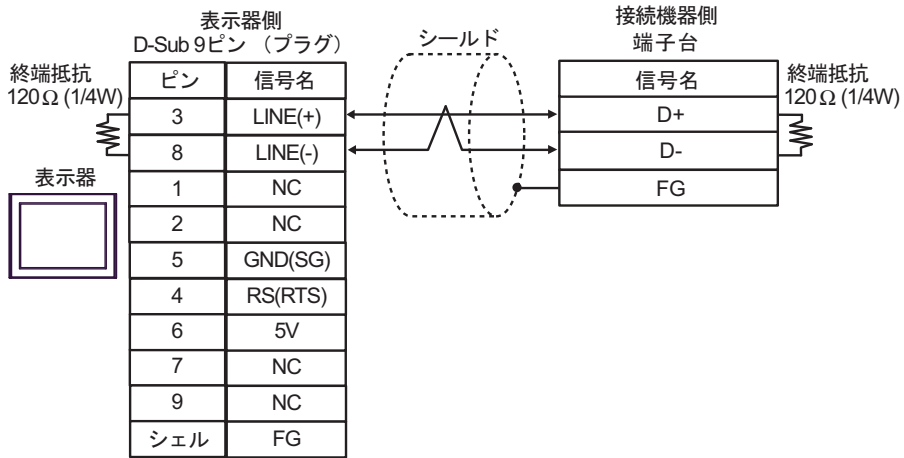 表示器側
D-Sub 9ピン （プラグ）
シールド
接続機器側
端子台
終端抵抗
120Ω (1/4W)
ピン 信号名
3 LINE(+)
8 LINE(-)
1 NC
2 NC
5 GND(SG)
4 RS(RTS)
6 5V
7 NC
9 NC
シェル FG
表示器
信号名
D+
D-
FG
終端抵抗
120Ω (1/4W)